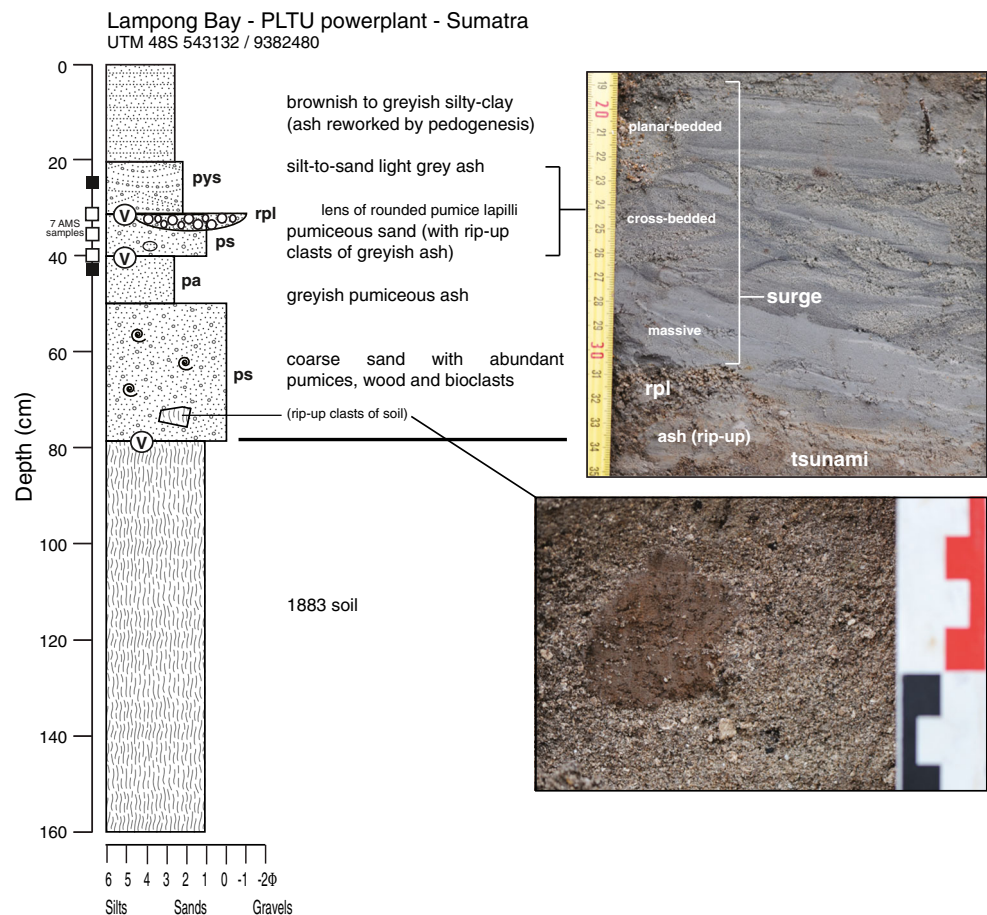 Lampong Bay - PLTU powerplant - Sumatra
UTM 48S 543132 / 9382480
Depth (cm)
0
20
40
60
80
100
120
140
160
7 AMS
samples
pys
rpl
ps
pa
ps
V
V
V
brownish to greyish silty-clay
(ash reworked by pedogenesis)
silt-to-sand light grey ash
lens of rounded pumice lapilli
pumiceous sand (with rip-up
clasts of greyish ash)
greyish pumiceous ash
coarse sand with abundant
pumices, wood and bioclasts
(rip-up clasts of soil)
1883 soil
6 5 4 3 2 1 0 -1 -2Φ
Silts Sands Gravels
19
20
21
22
23
24
25
26
27
28
29
30
31
32
33
34
35
planar-bedded
cross-bedded
surge
massive
rpl
ash (rip-up)
tsunami